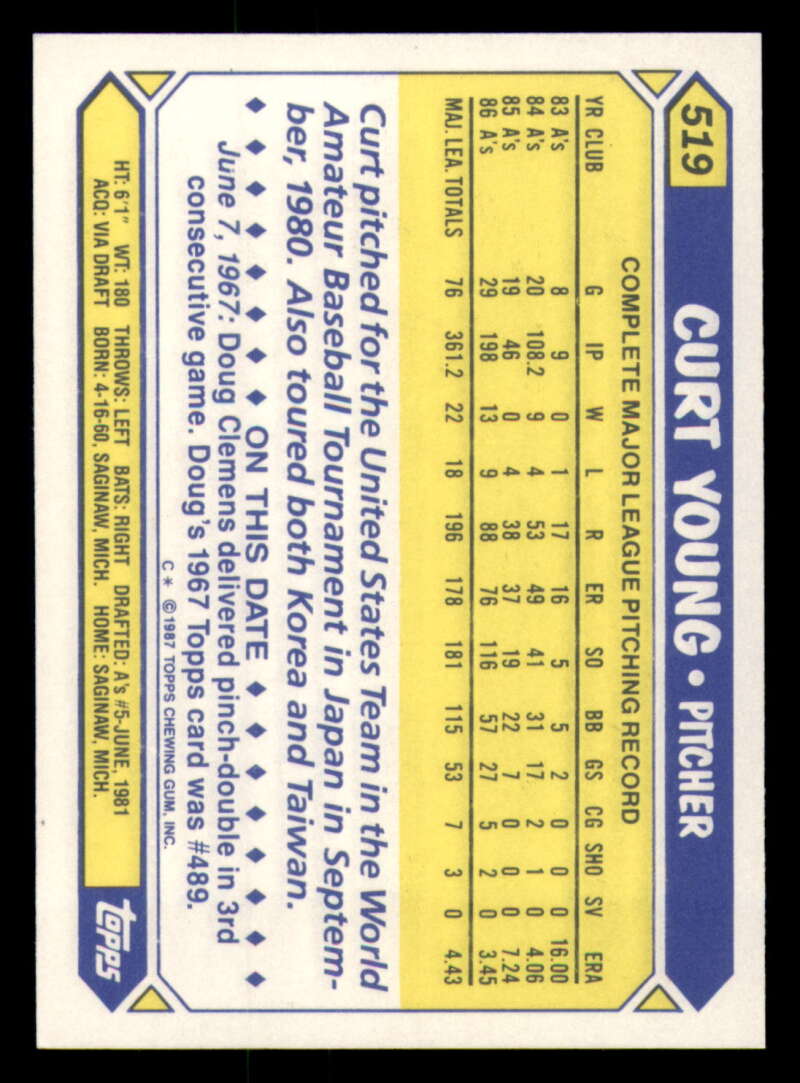 519 CURT YOUNG • PITCHER
COMPLETE MAJOR LEAGUE PITCHING RECORD
YR CLUB G IP W L R ER SO BB GS CG SHO SV ERA
83 A's 8 9 0 1 17 16 5 5 2 0 0 0 16.00
84 A's 20 108.2 9 4 53 49 41 31 17 2 1 0 4.06
85 A's 19 46 0 4 38 37 19 22 7 0 0 0 7.24
86 A's 29 198 13 9 88 76 116 57 27 5 2 0 3.45
MAJ. LEA. TOTALS 76 361.2 22 18 196 178 181 115 53 7 3 0 4.43
Curt pitched for the United States Team in the World
Amateur Baseball Tournament in Japan in Septem-
ber, 1980. Also toured both Korea and Taiwan.
ON THIS DATE
June 7, 1967: Doug Clemens delivered pinch-double in 3rd
consecutive game. Doug's 1967 Topps card was #489.
C* ©1987 TOPPS CHEWING GUM, INC.
HT: 6'1" WT: 180 THROWS: LEFT BATS: RIGHT DRAFTED: A's #5-JUNE, 1981
ACQ: VIA DRAFT BORN: 4-16-60, SAGINAW, MICH. HOME: SAGINAW, MICH.
topps